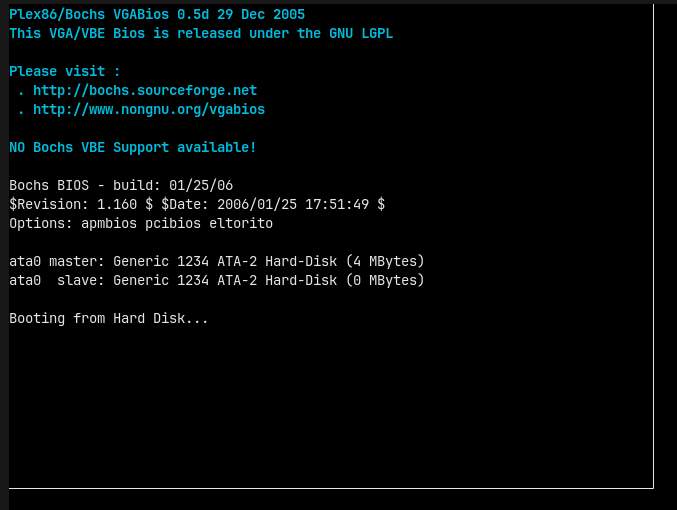 Plex86/Bochs VGABios 0.5d 29 Dec 2005
This VGA/VBE Bios is released under the GNU LGPL
Please visit :
 . http://bochs.sourceforge.net
 . http://www.nongnu.org/vgabios
NO Bochs VBE Support available!
Bochs BIOS - build: 01/25/06
$Revision: 1.160 $ $Date: 2006/01/25 17:51:49 $
Options: apmbios pcibios eltorito
ata0 master: Generic 1234 ATA-2 Hard-Disk (4 MBytes)
ata0  slave: Generic 1234 ATA-2 Hard-Disk (0 MBytes)
Booting from Hard Disk...